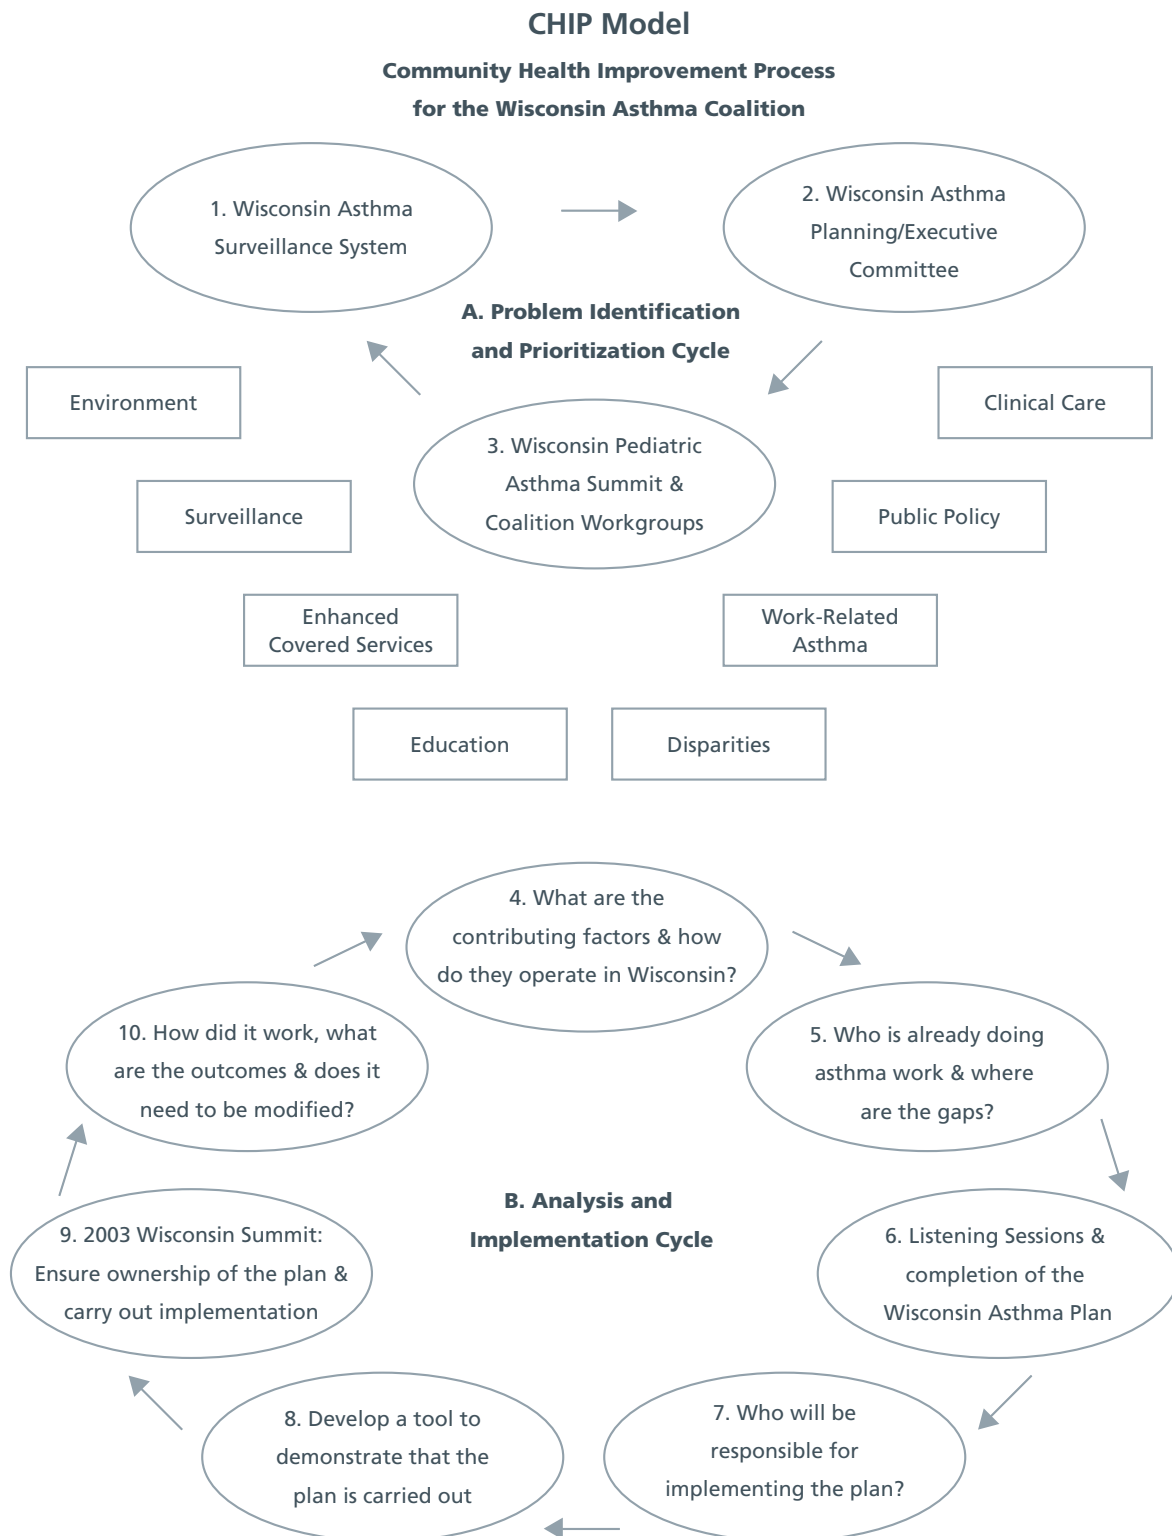 CHIP Model
Community Health Improvement Process
for the Wisconsin Asthma Coalition
1. Wisconsin Asthma
Surveillance System
2. Wisconsin Asthma
Planning/Executive
Committee
A. Problem Identification
and Prioritization Cycle
3. Wisconsin Pediatric
Asthma Summit &
Coalition Workgroups
Environment
Clinical Care
Surveillance
Public Policy
Enhanced
Covered Services
Work-Related
Asthma
Education
Disparities
4. What are the
contributing factors & how
do they operate in Wisconsin?
5. Who is already doing
asthma work & where
are the gaps?
6. Listening Sessions &
completion of the
Wisconsin Asthma Plan
7. Who will be
responsible for
implementing the plan?
8. Develop a tool to
demonstrate that the
plan is carried out
9. 2003 Wisconsin Summit:
Ensure ownership of the plan &
carry out implementation
10. How did it work, what
are the outcomes & does it
need to be modified?
B. Analysis and
Implementation Cycle